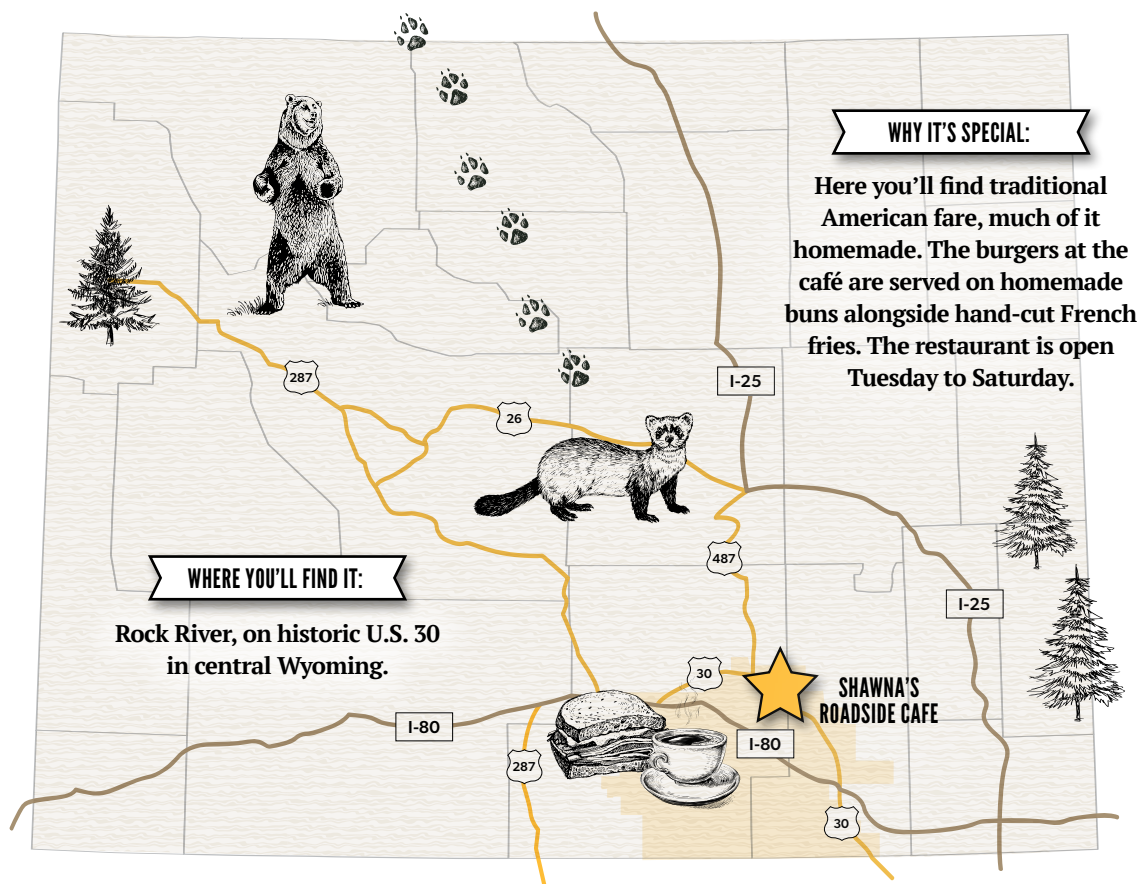 WHY IT'S SPECIAL:
Here you'll find traditional
American fare, much of it
homemade. The burgers at the
café are served on homemade
buns alongside hand-cut French
fries. The restaurant is open
Tuesday to Saturday.
287
I-25
26
487
WHERE YOU'LL FIND IT:
Rock River, on historic U.S. 30
in central Wyoming.
I-25
30
SHAWNA'S
ROADSIDE CAFE
I-80
I-80
287
30